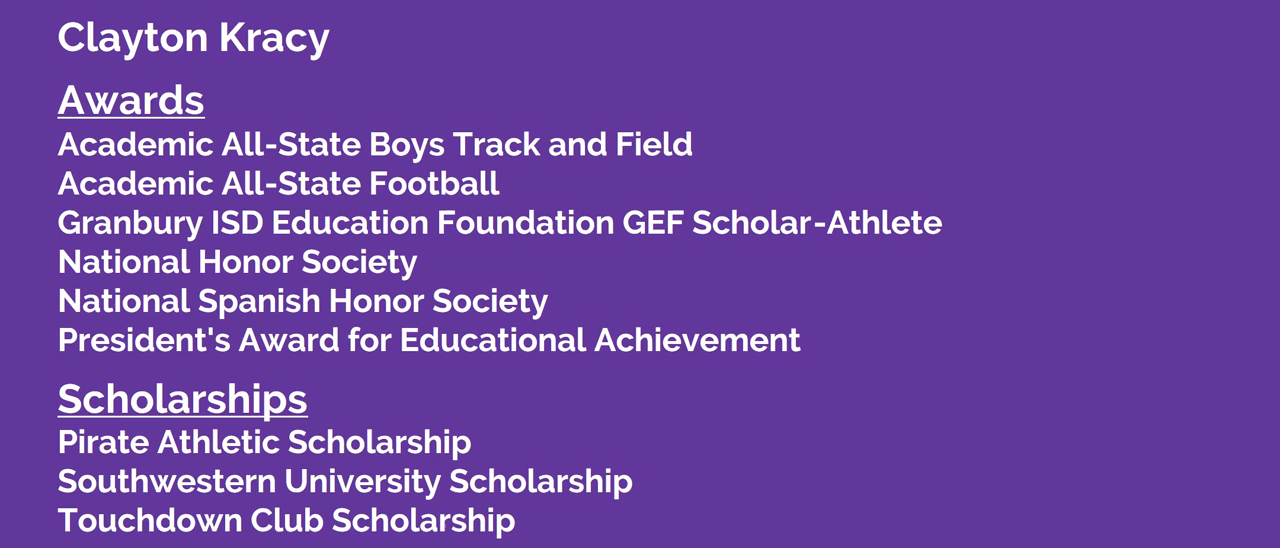 Clayton Kracy
Awards
Academic All-State Boys Track and Field
Academic All-State Football
Granbury ISD Education Foundation GEF Scholar-Athlete
National Honor Society
National Spanish Honor Society
President's Award for Educational Achievement
Scholarships
Pirate Athletic Scholarship
Southwestern University Scholarship
Touchdown Club Scholarship